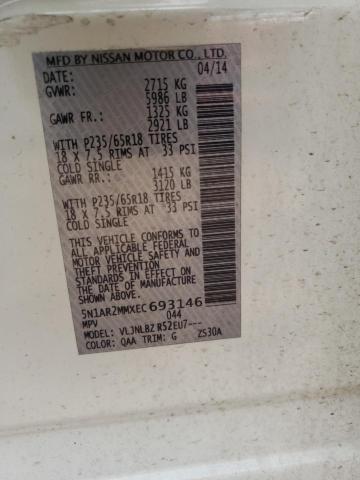 MFD BY NISSAN MOTOR CO., LTD.
DATE: 04/14
GVWR: 2715 KG
5986 LB
GAWR FR.: 1325 KG
2921 LB
WITH P235/65R18 TIRES
18 X 7.5 RIMS AT 33 PSI
COLD SINGLE
GAWR RR.: 1415 KG
3120 LB
WITH P235/65R18 TIRES
18 X 7.5 RIMS AT 33 PSI
COLD SINGLE
THIS VEHICLE CONFORMS TO
ALL APPLICABLE FEDERAL
MOTOR VEHICLE SAFETY
AND THEFT PREVENTION
STANDARDS IN EFFECT ON
THE DATE OF MANUFACTURE
SHOWN ABOVE.
5N1AR2MMXEC693146
MPV 044
MODEL: VLJNLBZ R52EU7---
COLOR: QAA TRIM: G ZS30A